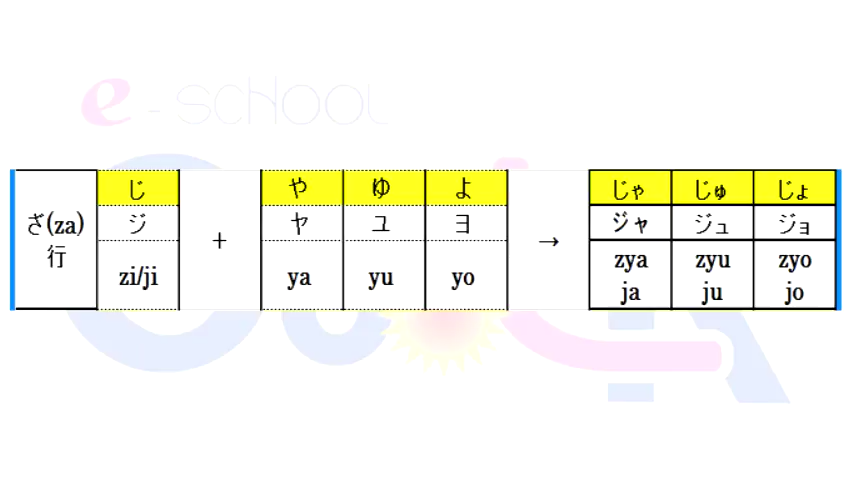 e - SCHOOL
じ や ゆ よ じゃ じゅ じょ
ざ(za)行 ジ + ヤ ユ ヨ → ジャ ジュ ジョ
zi/ji ya yu yo zya zyu zyo
ja ju jo